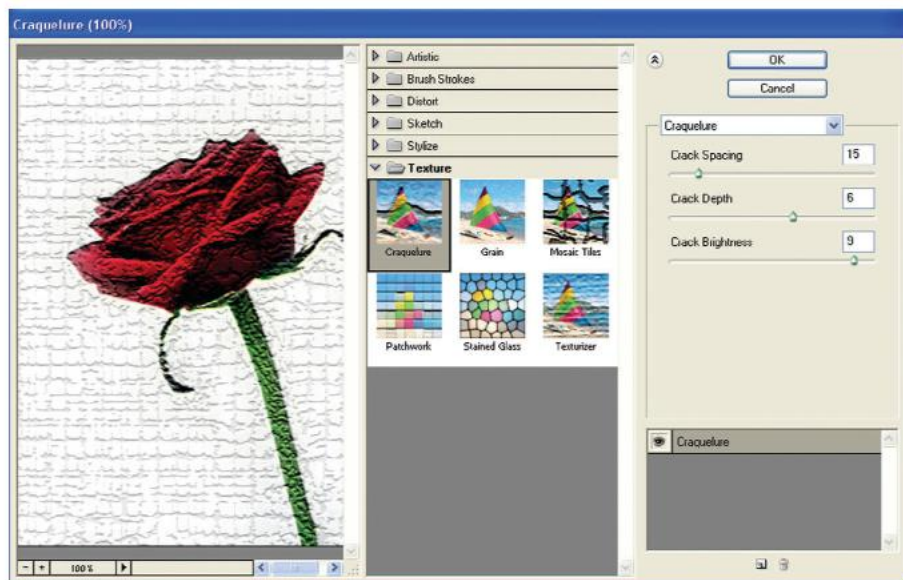 Craquelure (100%)
Artistic
Brush Strokes
Distort
Sketch
Stylize
Texture
Craquelure
Grain
Mosaic Tiles
Patchwork
Stained Glass
Texturizer
100%
OK
Cancel
Craquelure
Crack Spacing 15
Crack Depth 6
Crack Brightness 9
Craquelure